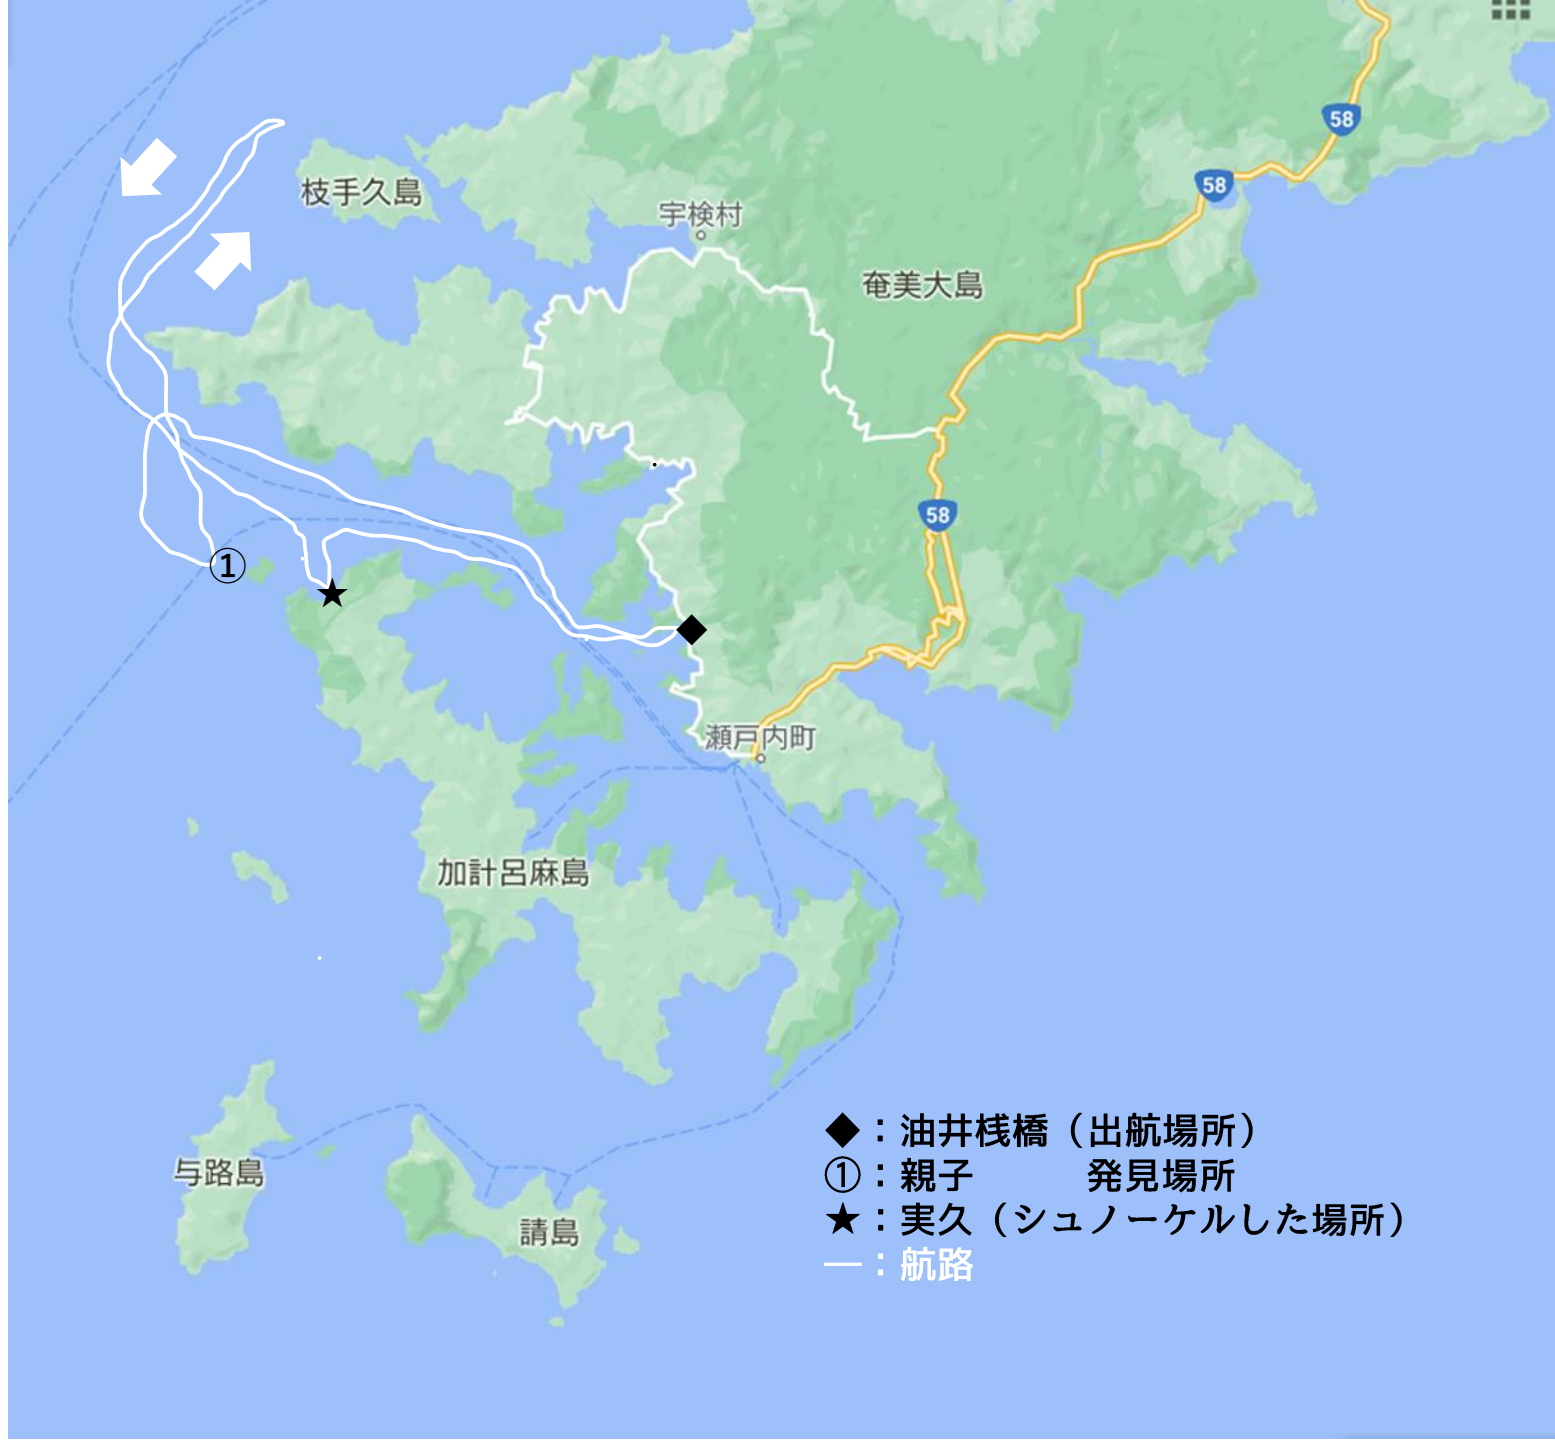 58
58
枝手久島
宇検村
奄美大島
58
①
★
◆
瀬戸内町
加計呂麻島
◆：油井桟橋（出航場所）
与路島
①：親子　　　発見場所
請島
★：実久（シュノーケルした場所）
―：航路